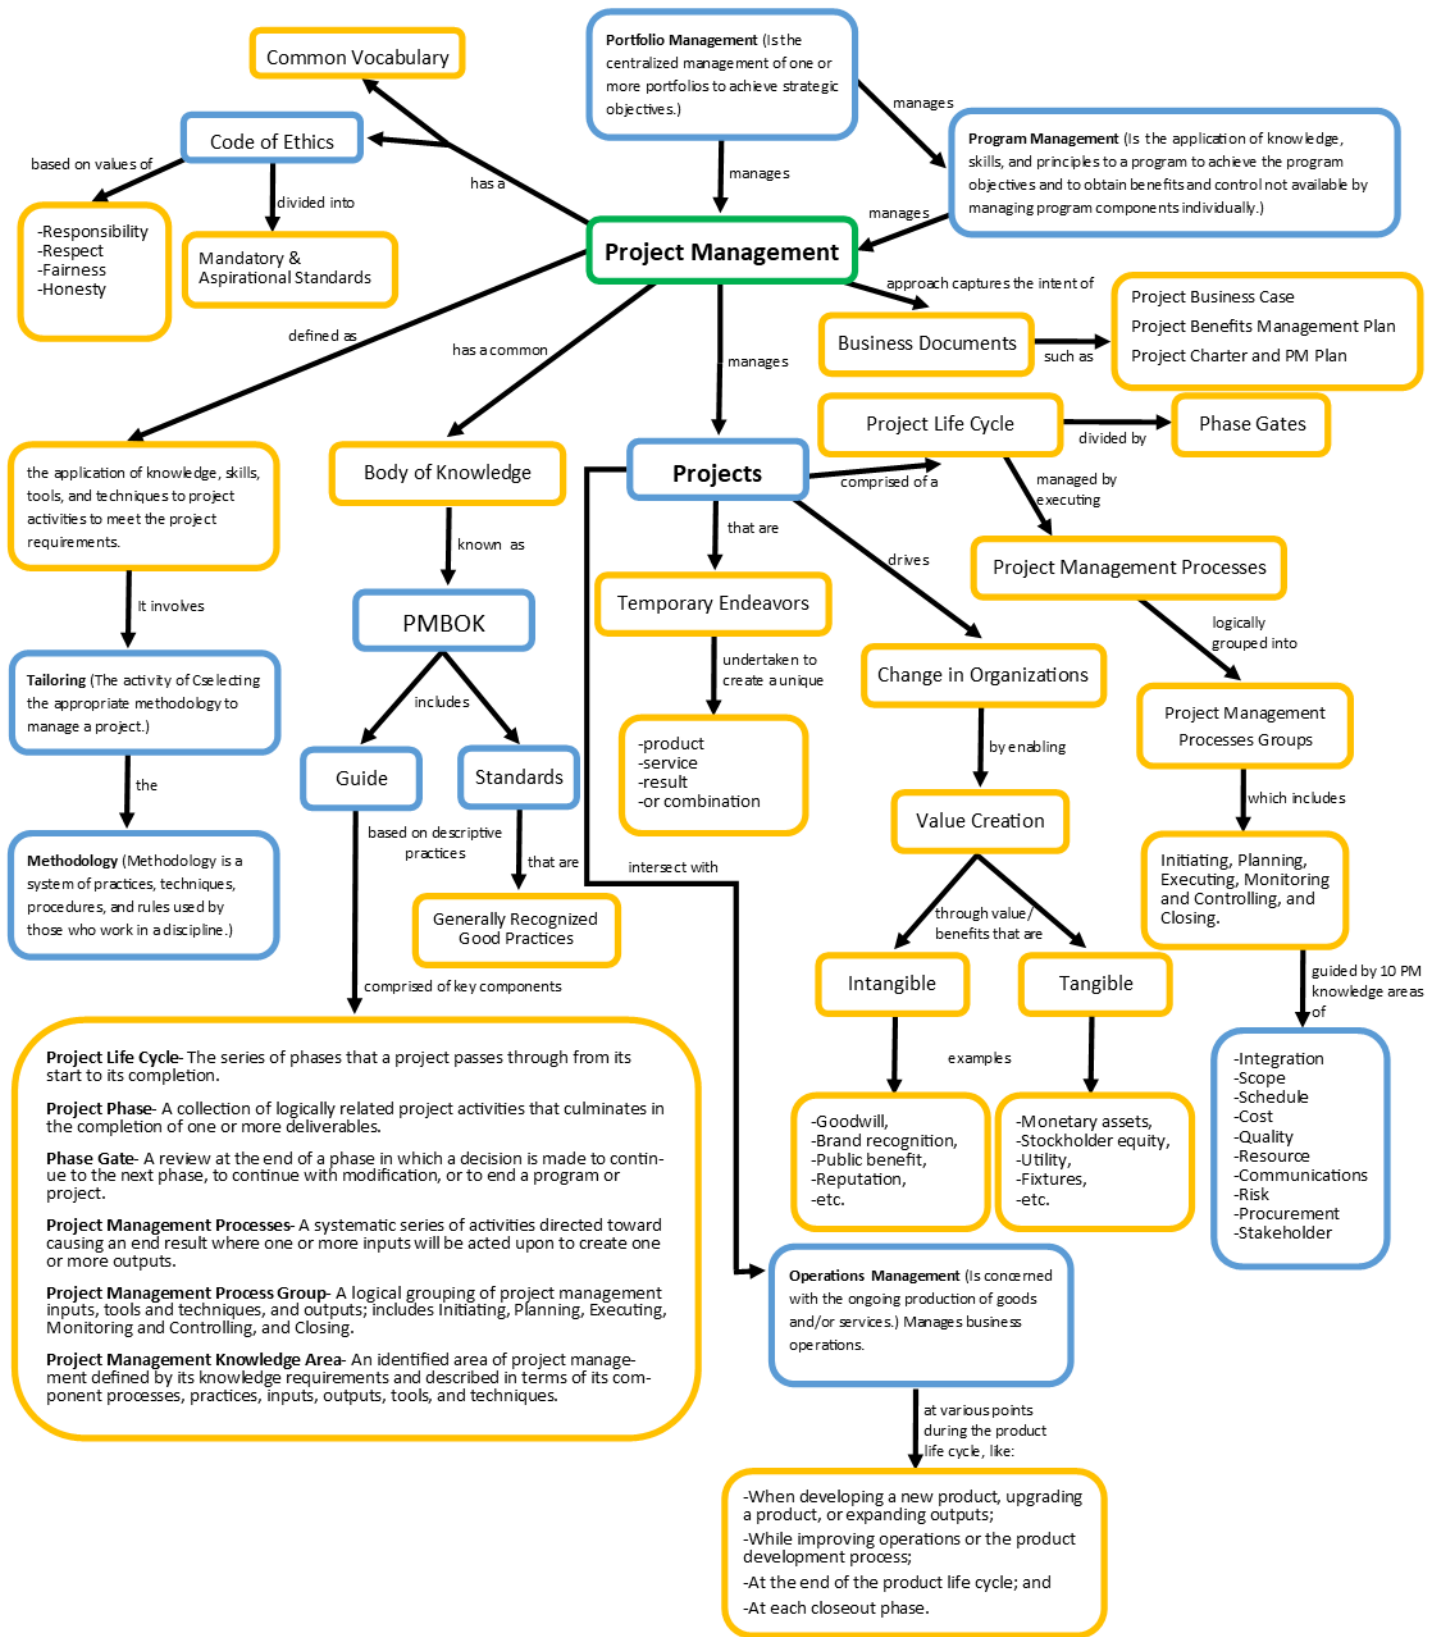 Common Vocabulary
Portfolio Management (Is the
centralized management of one or
more portfolios to achieve strategic
objectives.)
manages
Program Management (Is the application of knowledge,
skills, and principles to a program to achieve the program
objectives and to obtain benefits and control not available by
managing program components individually.)
Code of Ethics
based on values of
divided into
has a
manages
manages
-Responsibility
-Respect
-Fairness
-Honesty
Mandatory &
Aspirational Standards
Project Management
approach captures the intent of
Business Documents
such as
Project Business Case
Project Benefits Management Plan
Project Charter and PM Plan
defined as
has a common
manages
Project Life Cycle
divided by
Phase Gates
the application of knowledge, skills,
tools, and techniques to project
activities to meet the project
requirements.
Body of Knowledge
Projects
comprised of a
managed by
executing
known as
that are
drives
Project Management Processes
It involves
PMBOK
Temporary Endeavors
logically
grouped into
Tailoring (The activity of Cselecting
the appropriate methodology to
manage a project.)
includes
undertaken to
create a unique
Change in Organizations
Project Management
Processes Groups
the
Guide
Standards
-product
-service
-result
-or combination
by enabling
which includes
Methodology (Methodology is a
system of practices, techniques,
procedures, and rules used by
those who work in a discipline.)
based on descriptive
practices
that are
intersect with
Value Creation
Initiating, Planning,
Executing, Monitoring
and Controlling, and
Closing.
Generally Recognized
Good Practices
through value/
benefits that are
comprised of key components
Intangible
Tangible
guided by 10 PM
knowledge areas
of
examples
Project Life Cycle- The series of phases that a project passes through from its
start to its completion.
Project Phase- A collection of logically related project activities that culminates in
the completion of one or more deliverables.
Phase Gate- A review at the end of a phase in which a decision is made to contin-
ue to the next phase, to continue with modification, or to end a program or
project.
Project Management Processes- A systematic series of activities directed toward
causing an end result where one or more inputs will be acted upon to create one
or more outputs.
Project Management Process Group- A logical grouping of project management
inputs, tools and techniques, and outputs; includes Initiating, Planning, Executing,
Monitoring and Controlling, and Closing.
Project Management Knowledge Area- An identified area of project manage-
ment defined by its knowledge requirements and described in terms of its com-
ponent processes, practices, inputs, outputs, tools, and techniques.
-Goodwill,
-Brand recognition,
-Public benefit,
-Reputation,
-etc.
-Monetary assets,
-Stockholder equity,
-Utility,
-Fixtures,
-etc.
-Integration
-Scope
-Schedule
-Cost
-Quality
-Resource
-Communications
-Risk
-Procurement
-Stakeholder
Operations Management (Is concerned
with the ongoing production of goods
and/or services.) Manages business
operations.
at various points
during the product
life cycle, like:
-When developing a new product, upgrading
a product, or expanding outputs;
-While improving operations or the product
development process;
-At the end of the product life cycle; and
-At each closeout phase.